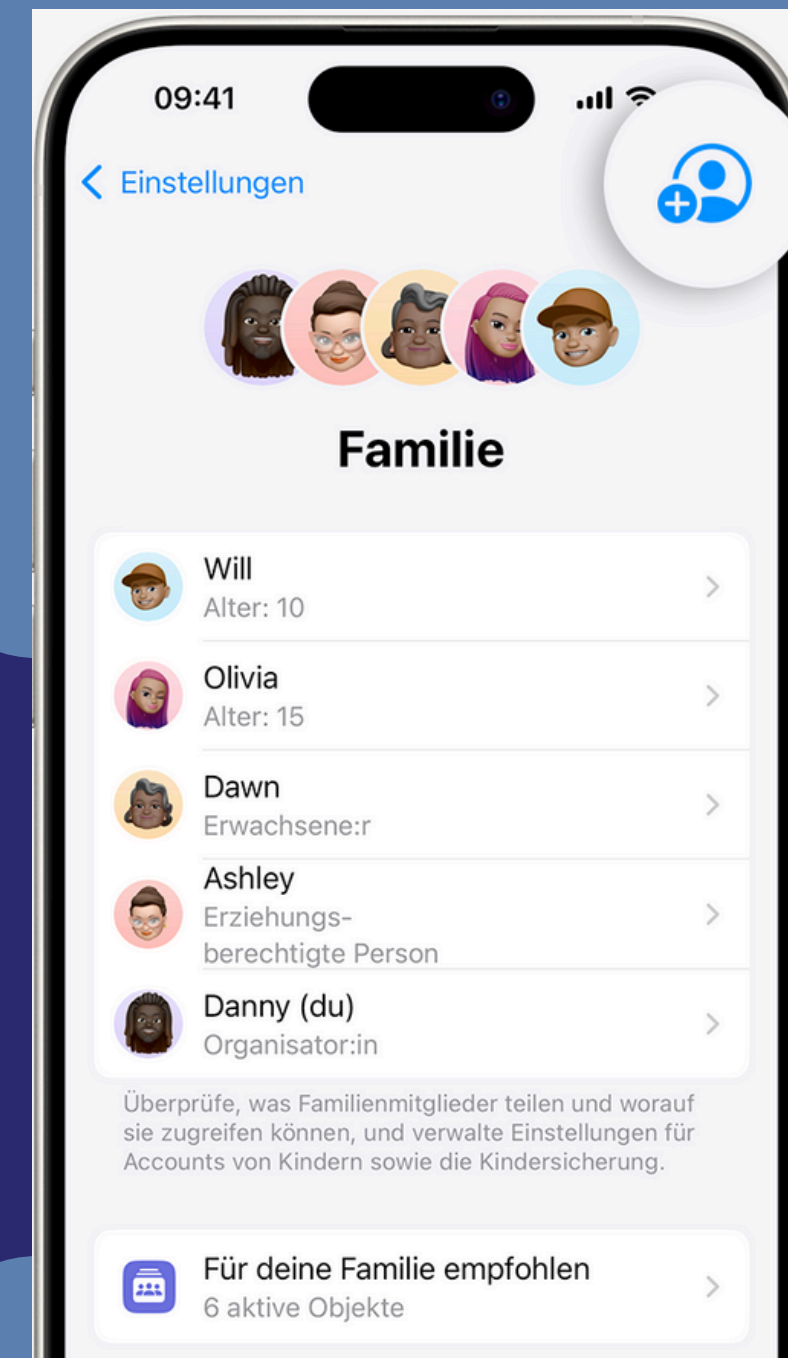 09:41
Einstellungen
Familie
Will
Alter: 10
Olivia
Alter: 15
Dawn
Erwachsene:r
Ashley
Erziehungs-
berechtigte Person
Danny (du)
Organisator:in
Überprüfe, was Familienmitglieder teilen und worauf
sie zugreifen können, und verwalte Einstellungen für
Accounts von Kindern sowie die Kindersicherung.
Für deine Familie empfohlen
6 aktive Objekte